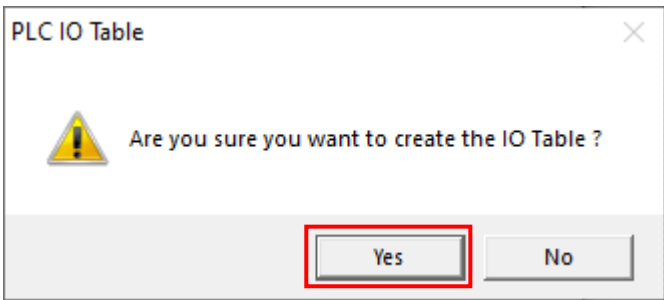 PLC IO Table
Are you sure you want to create the IO Table ?
Yes
No